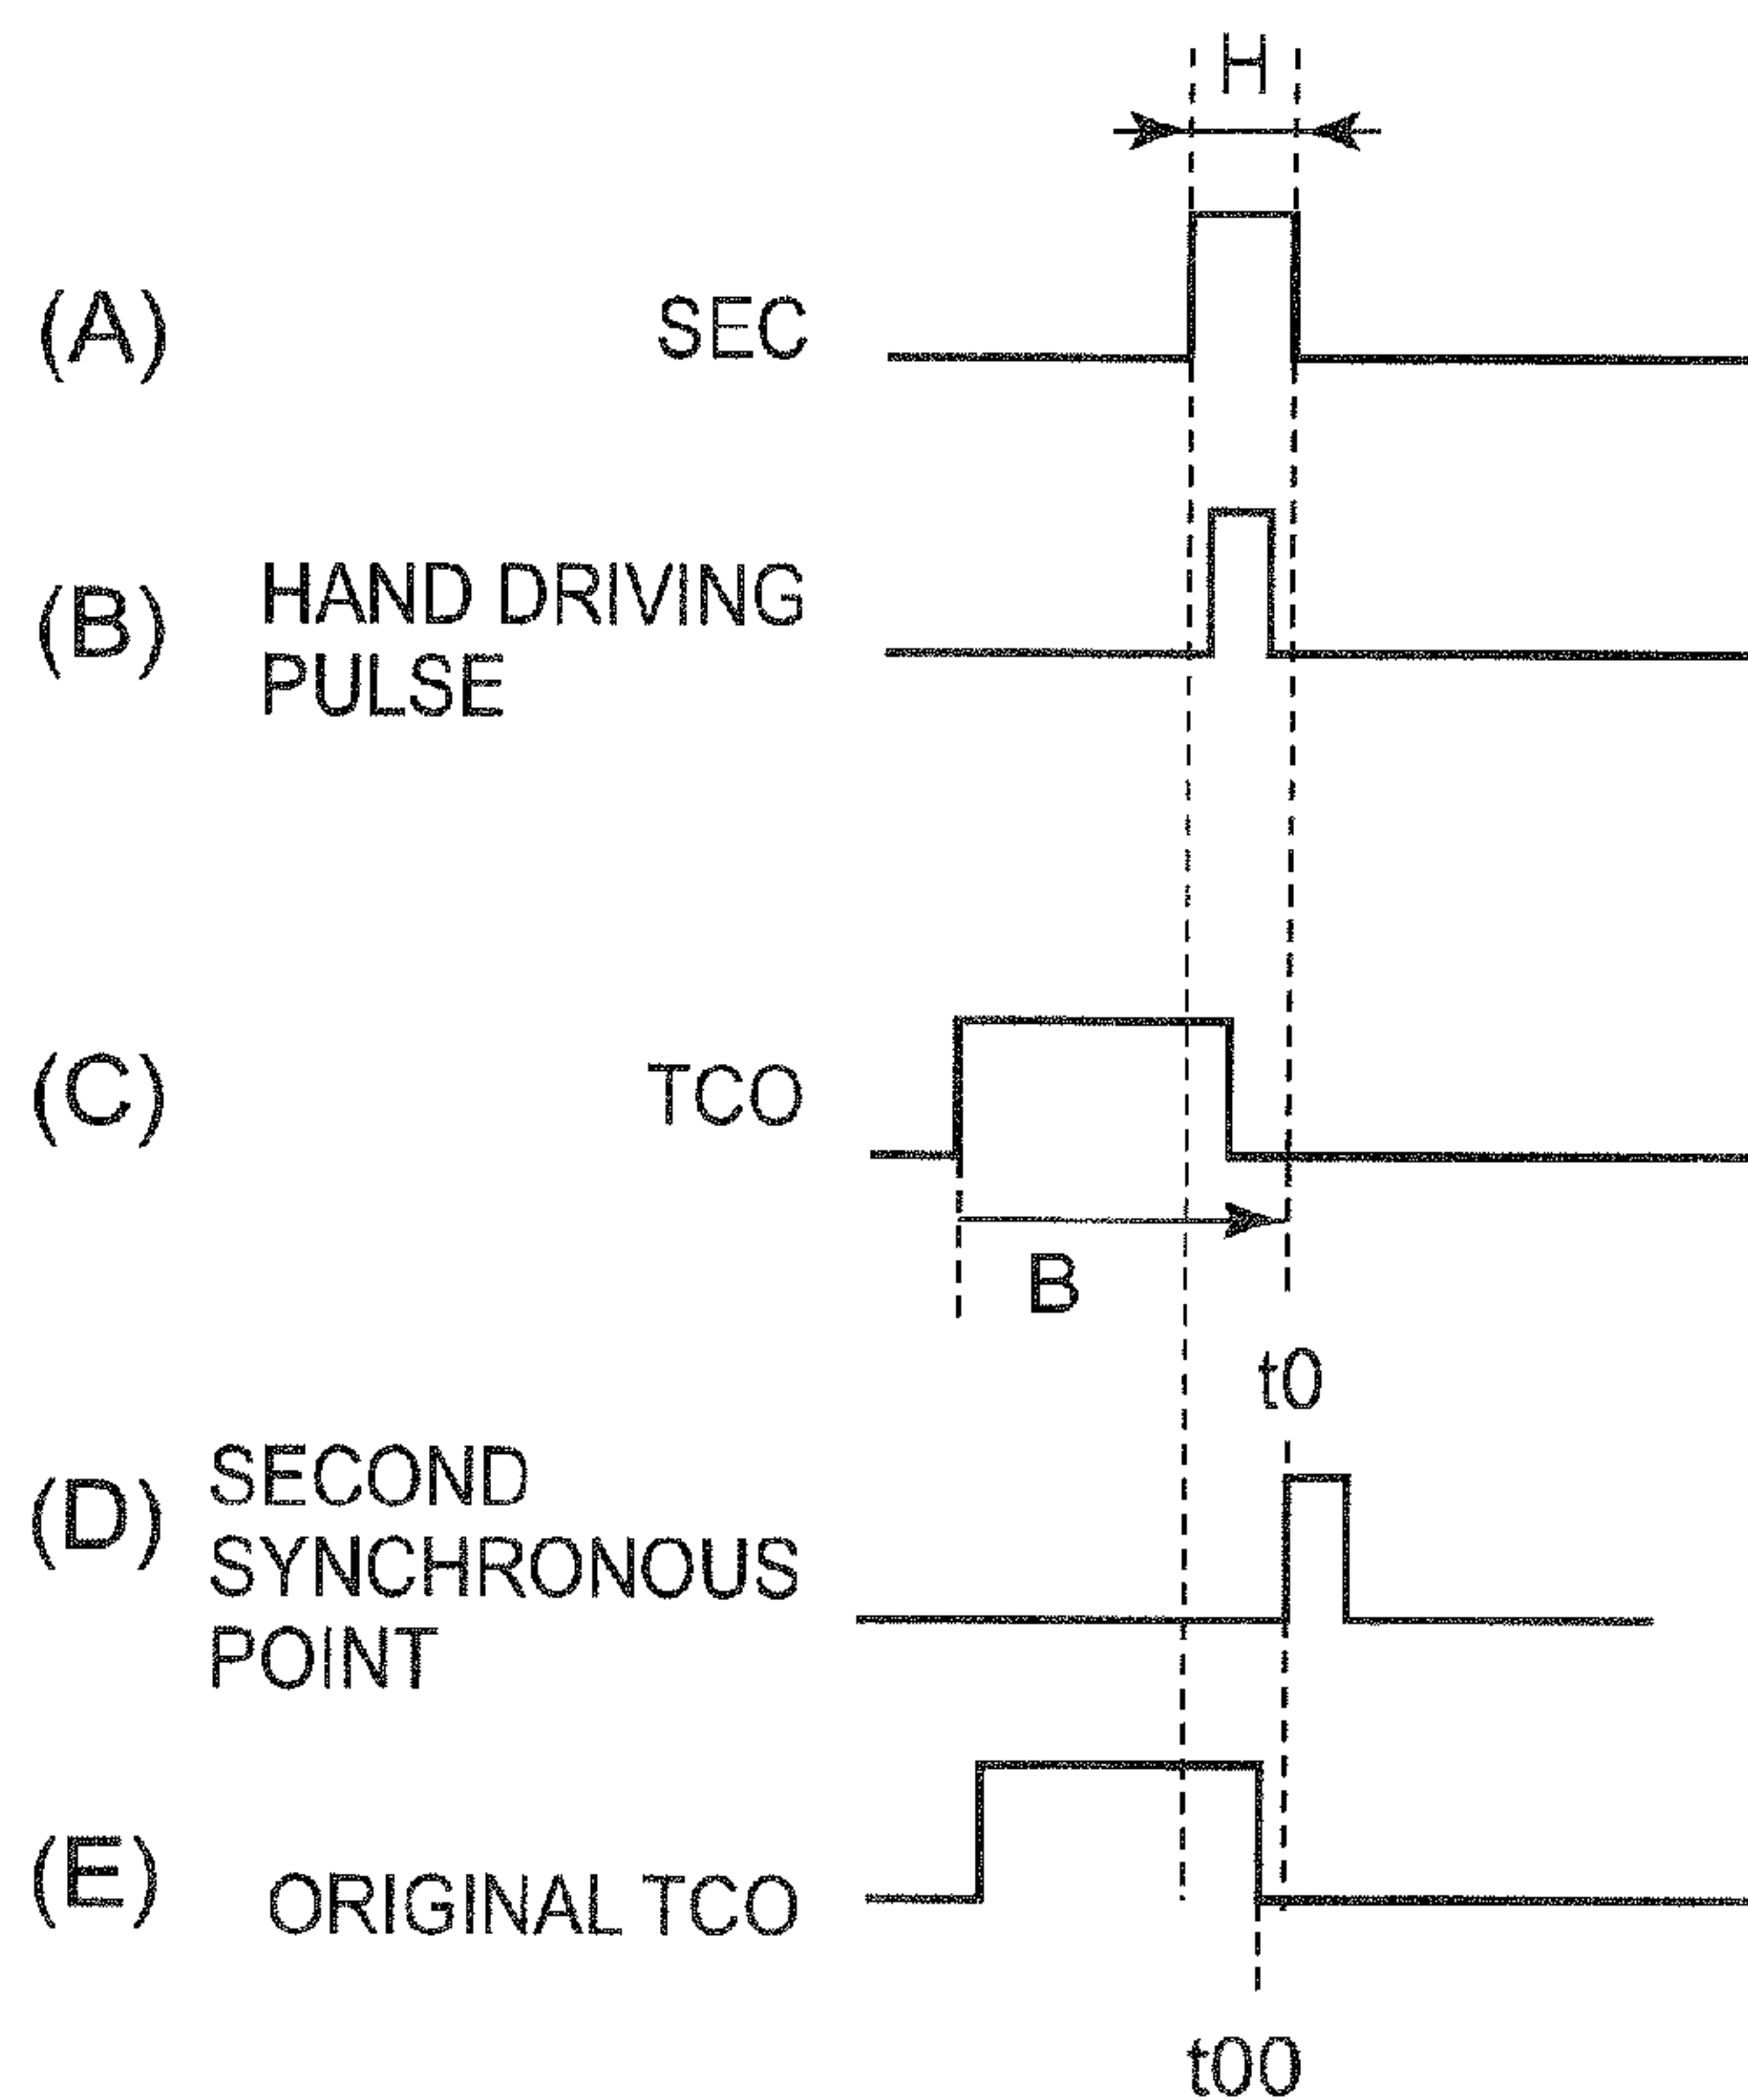 H
(A) SEC
(B) HAND DRIVING
PULSE
(C) TCO
B
t0
(D) SECOND
SYNCHRONOUS
POINT
(E) ORIGINAL TCO
t00